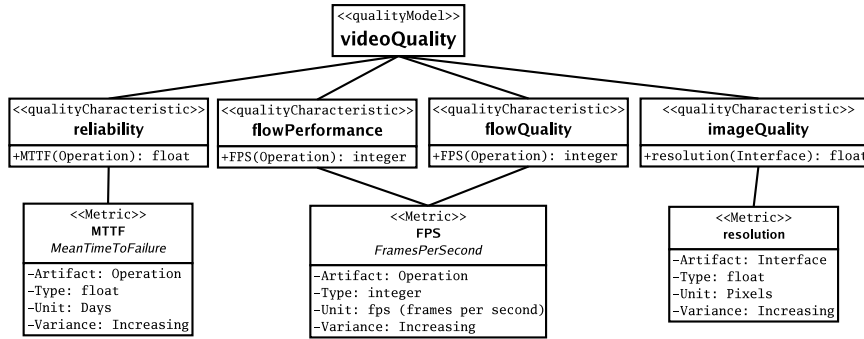 <<qualityModel>>
videoQuality
<<qualityCharacteristic>>
reliability
+MTTF(Operation): float
<<qualityCharacteristic>>
flowPerformance
+FPS(Operation): integer
<<qualityCharacteristic>>
flowQuality
+FPS(Operation): integer
<<qualityCharacteristic>>
imageQuality
+resolution(Interface): float
<<Metric>>
MTTF
MeanTimeToFailure
-Artifact: Operation
-Type: float
-Unit: Days
-Variance: Increasing
<<Metric>>
FPS
FramesPerSecond
-Artifact: Operation
-Type: integer
-Unit: fps (frames per second)
-Variance: Increasing
<<Metric>>
resolution
-Artifact: Interface
-Type: float
-Unit: Pixels
-Variance: Increasing